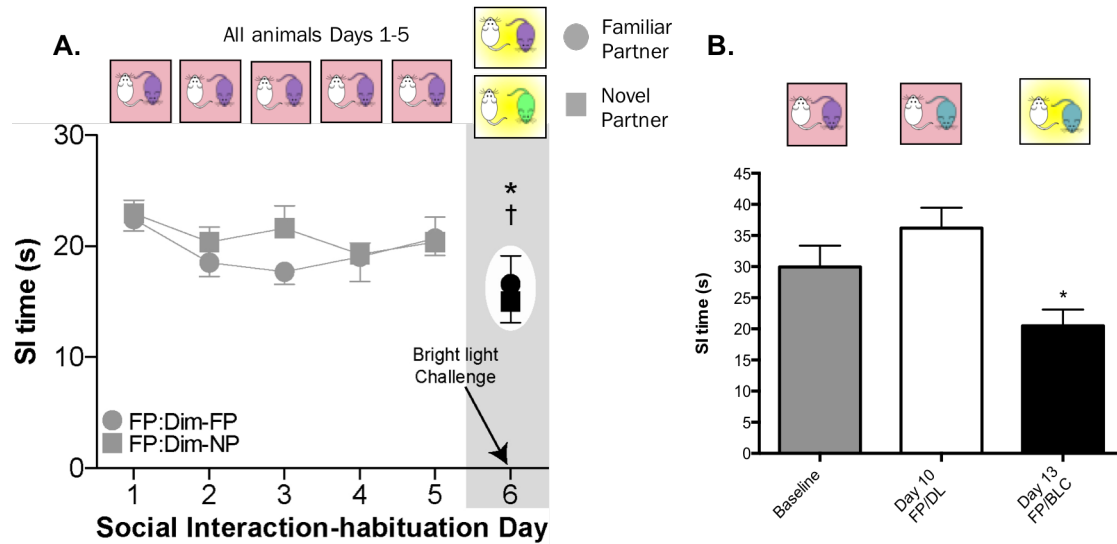 A.
All animals Days 1-5
Familiar
Partner
Novel
Partner
30
20
10
0
SI time (s)
*
†
Bright light
Challenge
FP:Dim-FP
FP:Dim-NP
1 2 3 4 5 6
Social Interaction-habituation Day
B.
45
40
35
30
25
20
15
10
5
0
SI time (s)
*
Baseline
Day 10
FP/DL
Day 13
FP/BLC